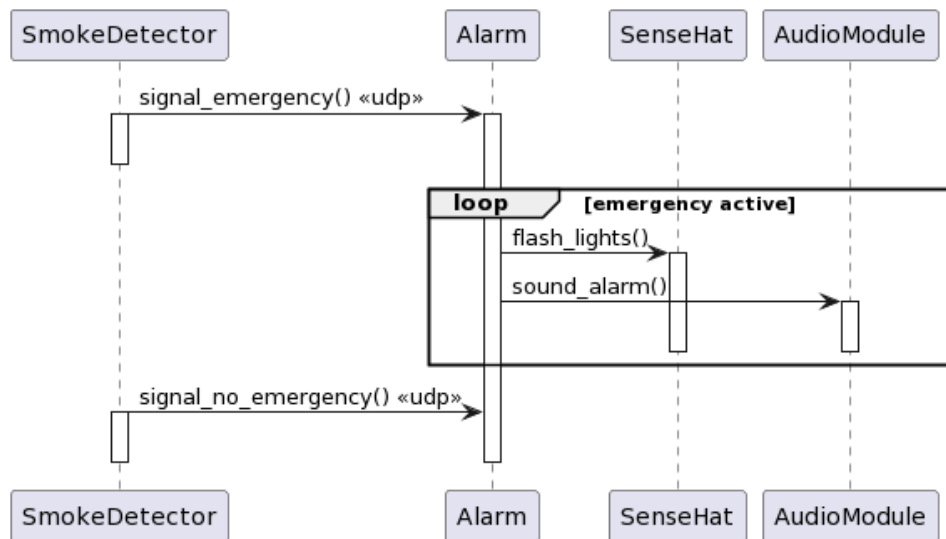 SmokeDetector Alarm SenseHat AudioModule
signal_emergency() «udp»
loop [emergency active]
flash_lights()
sound_alarm()
signal_no_emergency() «udp»
SmokeDetector Alarm SenseHat AudioModule